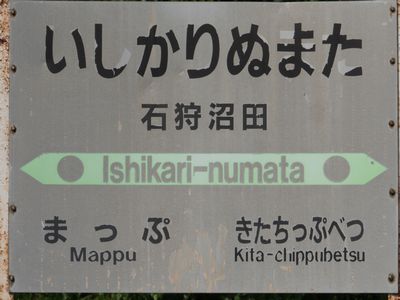 いしかりぬまた
石狩沼田
Ishikari-numata
まっぷ きたちっぷべつ
Mappu Kita-chippubetsu